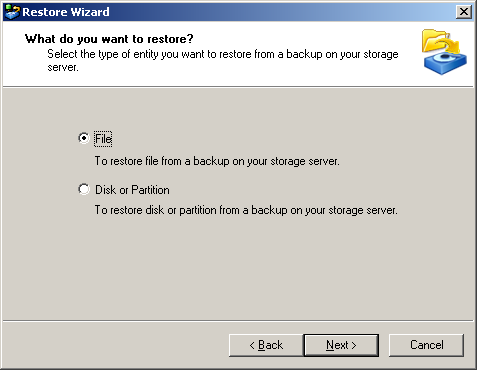 Restore Wizard
What do you want to restore?
Select the type of entity you want to restore from a backup on your storage
server.
File
To restore file from a backup on your storage server.
Disk or Partition
To restore disk or partition from a backup on your storage server.
< Back
Next >
Cancel